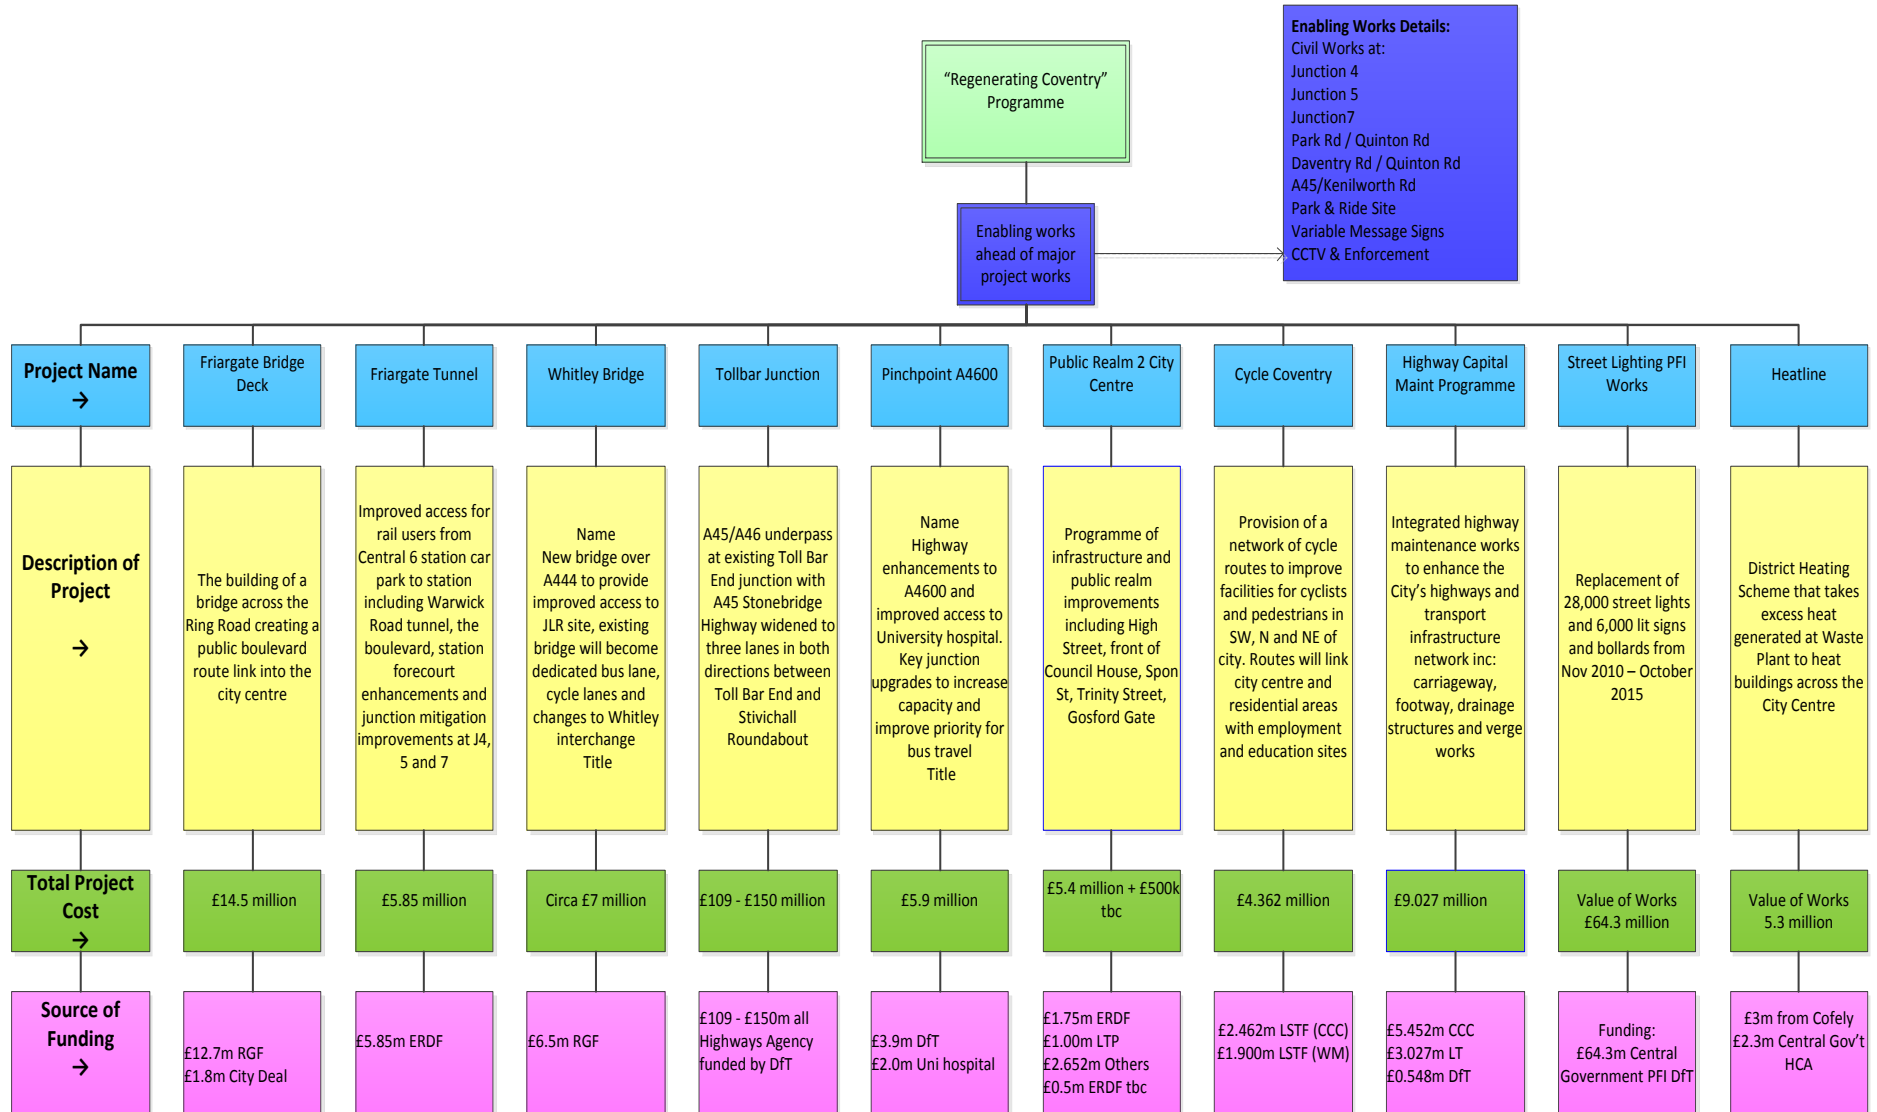 “Regenerating Coventry”
Programme
Enabling Works Details:
Civil Works at:
Junction 4
Junction 5
Junction7
Park Rd / Quinton Rd
Daventry Rd / Quinton Rd
A45/Kenilworth Rd
Park & Ride Site
Variable Message Signs
CCTV & Enforcement
Enabling works
ahead of major
project works
Project Name
→
Friargate Bridge
Deck
Friargate Tunnel
Whitley Bridge
Tollbar Junction
Pinchpoint A4600
Public Realm 2 City
Centre
Cycle Coventry
Highway Capital
Maint Programme
Street Lighting PFI
Works
Heatline
Description of
Project
→
The building of a
bridge across the
Ring Road creating a
public boulevard
route link into the
city centre
Improved access for
rail users from
Central 6 station car
park to station
including Warwick
Road tunnel, the
boulevard, station
forecourt
enhancements and
junction mitigation
improvements at J4,
5 and 7
Name
New bridge over
A444 to provide
improved access to
JLR site, existing
bridge will become
dedicated bus lane,
cycle lanes and
changes to Whitley
interchange
Title
A45/A46 underpass
at existing Toll Bar
End junction with
A45 Stonebridge
Highway widened to
three lanes in both
directions between
Toll Bar End and
Stivichall
Roundabout
Name
Highway
enhancements to
A4600 and
improved access to
University hospital.
Key junction
upgrades to increase
capacity and
improve priority for
bus travel
Title
Programme of
infrastructure and
public realm
improvements
including High
Street, front of
Council House, Spon
St, Trinity Street,
Gosford Gate
Provision of a
network of cycle
routes to improve
facilities for cyclists
and pedestrians in
SW, N and NE of
city. Routes will link
city centre and
residential areas
with employment
and education sites
Integrated highway
maintenance works
to enhance the
City’s highways and
transport
infrastructure
network inc:
carriageway,
footway, drainage
structures and verge
works
Replacement of
28,000 street lights
and 6,000 lit signs
and bollards from
Nov 2010 – October
2015
District Heating
Scheme that takes
excess heat
generated at Waste
Plant to heat
buildings across the
City Centre
Total Project
Cost
→
£14.5 million
£5.85 million
Circa £7 million
£109 - £150 million
£5.9 million
£5.4 million + £500k
tbc
£4.362 million
£9.027 million
Value of Works
£64.3 million
Value of Works
5.3 million
Source of
Funding
→
£12.7m RGF
£1.8m City Deal
£5.85m ERDF
£6.5m RGF
£109 - £150m all
Highways Agency
funded by DfT
£3.9m DfT
£2.0m Uni hospital
£1.75m ERDF
£1.00m LTP
£2.652m Others
£0.5m ERDF tbc
£2.462m LSTF (CCC)
£1.900m LSTF (WM)
£5.452m CCC
£3.027m LT
£0.548m DfT
Funding:
£64.3m Central
Government PFI DfT
£3m from Cofely
£2.3m Central Gov’t
HCA